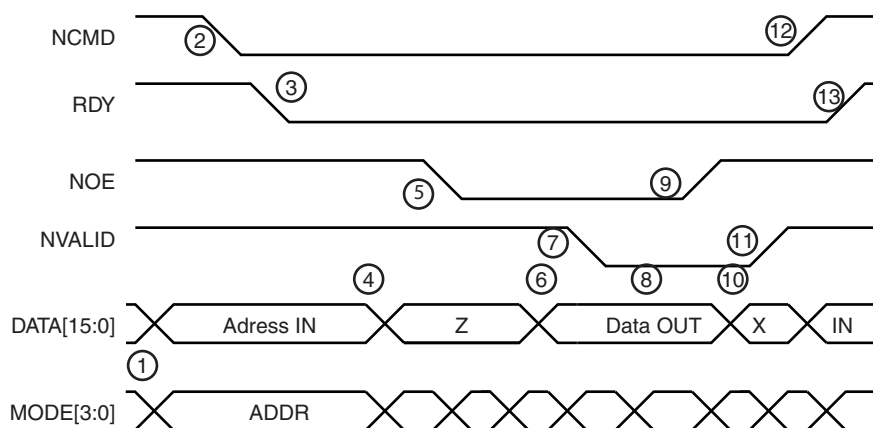 NCMD
② ⑫
RDY
③ ⑬
NOE
⑤ ⑨
NVALID
⑦ ⑪
④ ⑥ ⑧ ⑩
DATA[15:0]
Adress IN Z Data OUT X IN
①
MODE[3:0]
ADDR